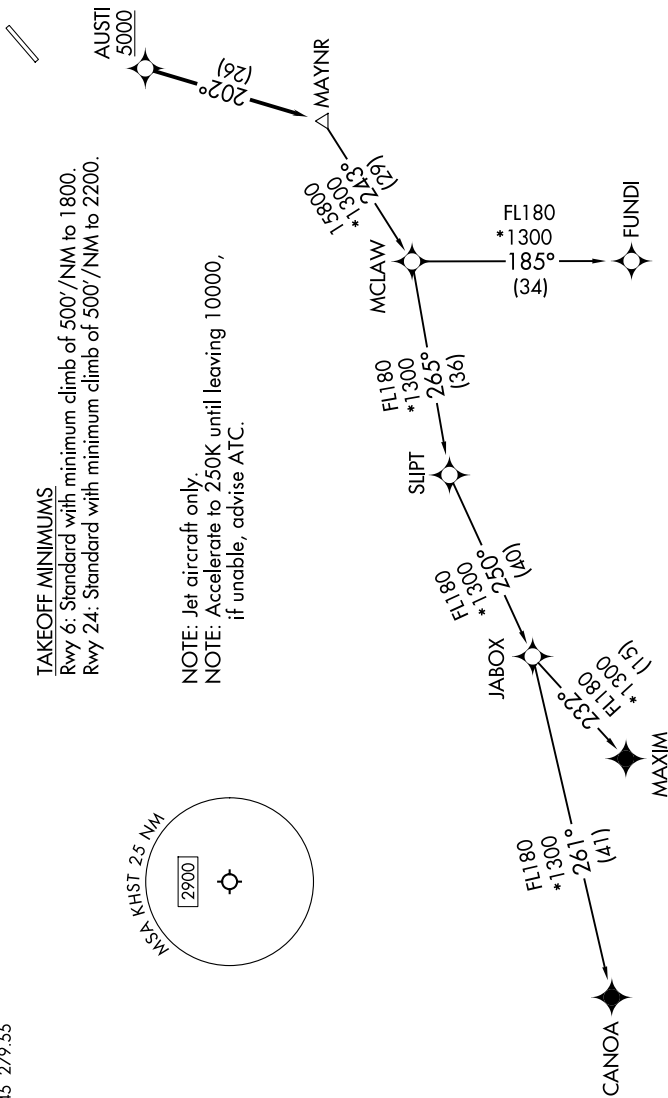 AUSTI
5000
202°
(26)
MAYNR
15800
*1300
243°
(29)
MCLAW
FL180
*1300
185°
(34)
FUNDI
FL180
*1300
265°
(36)
SLIPT
FL180
*1300
250°
(40)
JABOX
232°
FL180
*1300
(15)
MAXIM
FL180
*1300
261°
(41)
CANOA
TAKEOFF MINIMUMS
Rwy 6: Standard with minimum climb of 500'/NM to 1800.
Rwy 24: Standard with minimum climb of 500'/NM to 2200.
NOTE: Jet aircraft only.
NOTE: Accelerate to 250K until leaving 10000,
if unable, advise ATC.
MSA KHST 25 NM
2900
279.55